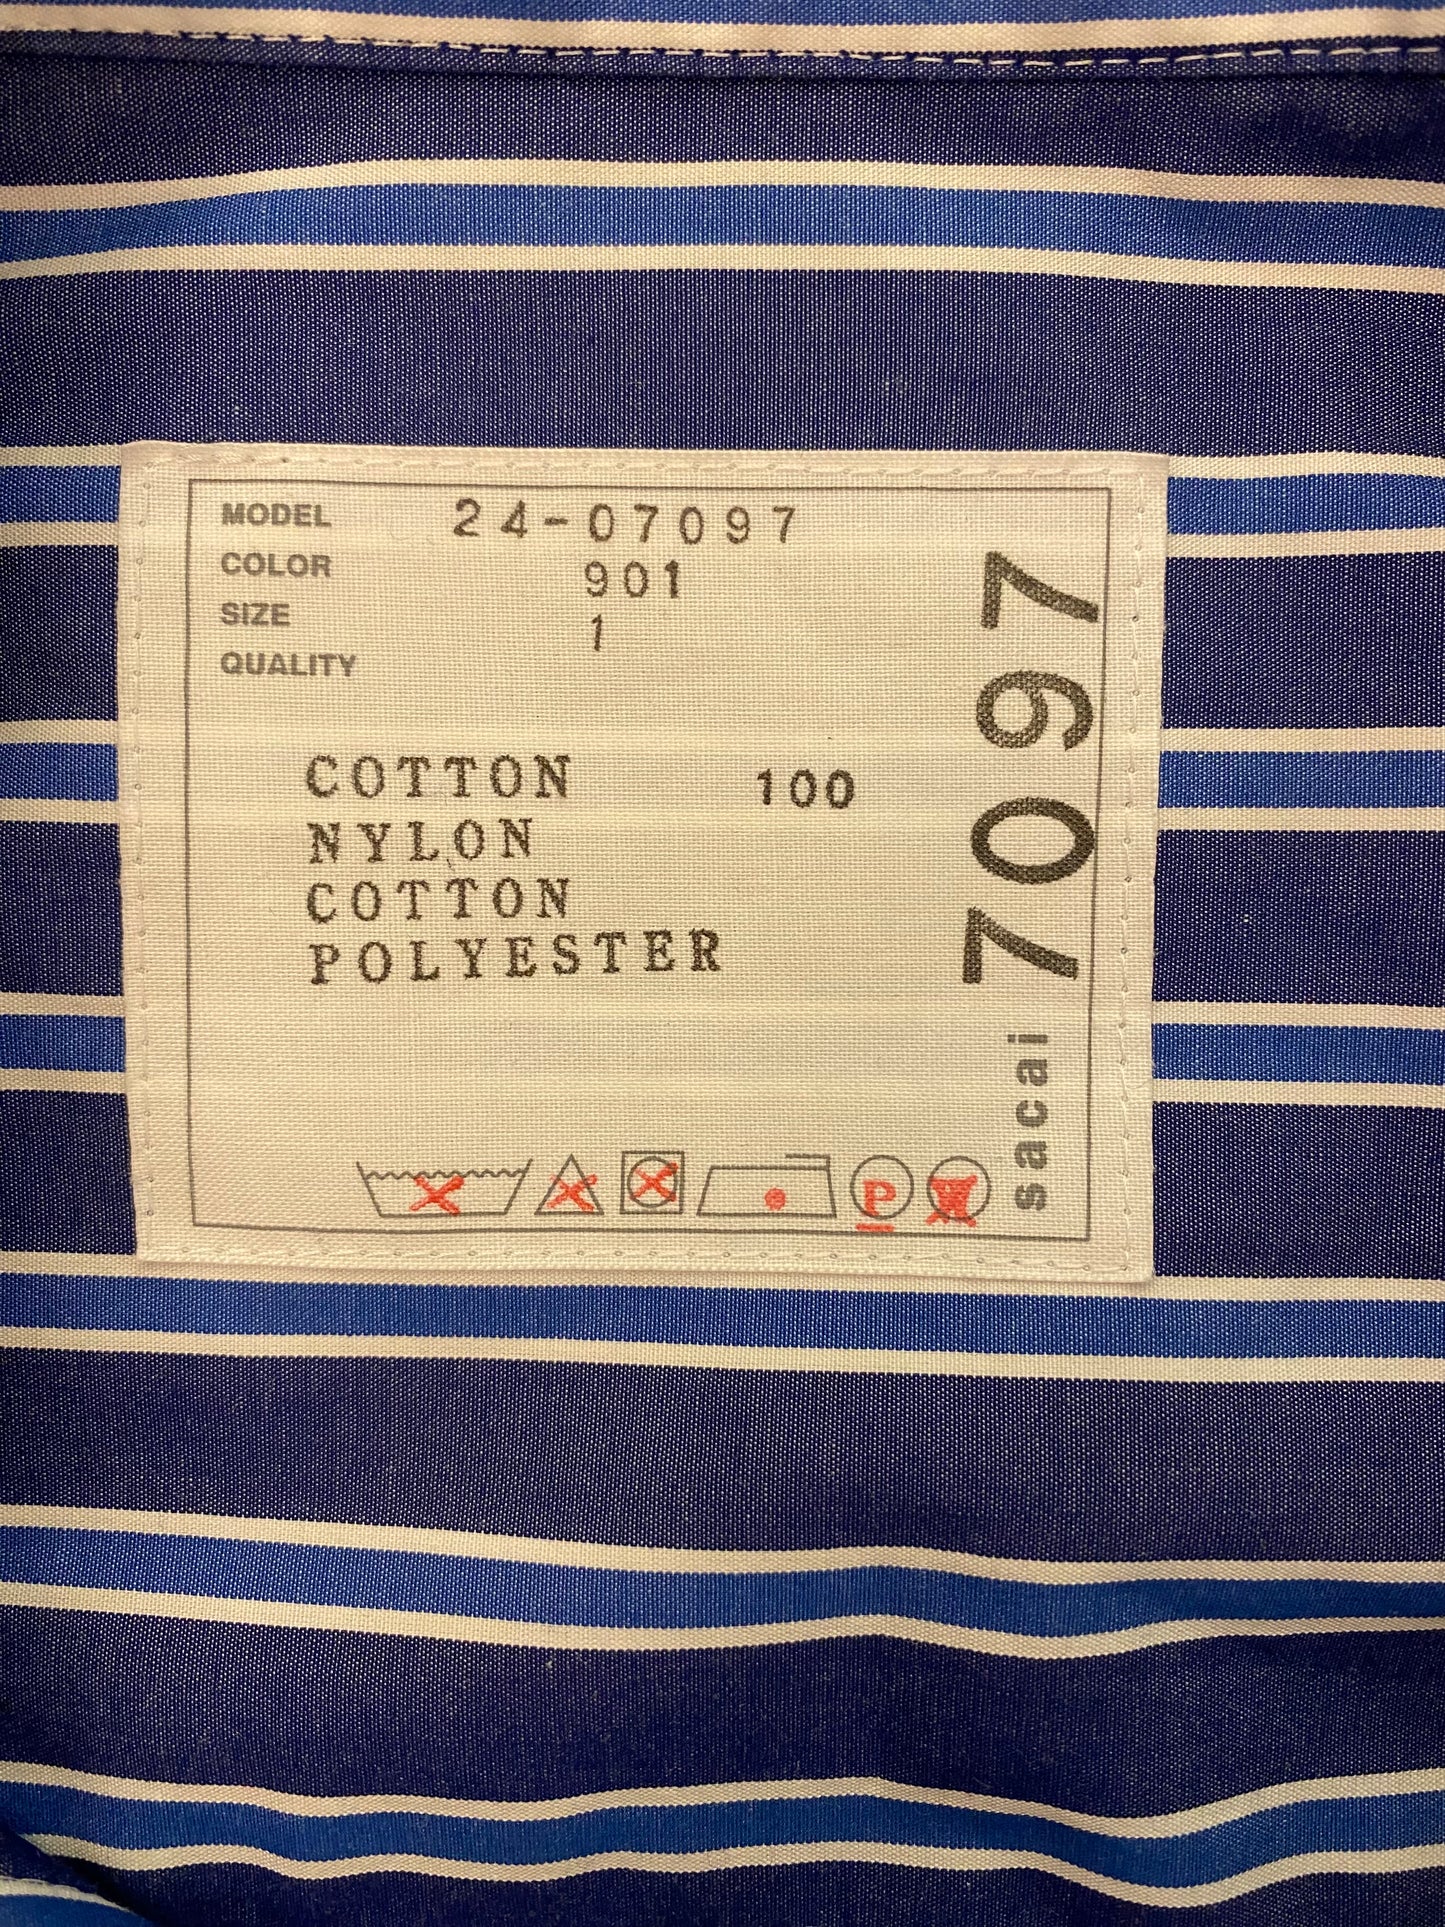 MODEL 24-07097
COLOR 901
SIZE 1
QUALITY
COTTON 100
NYLON
COTTON
POLYESTER
P
sacai 7097